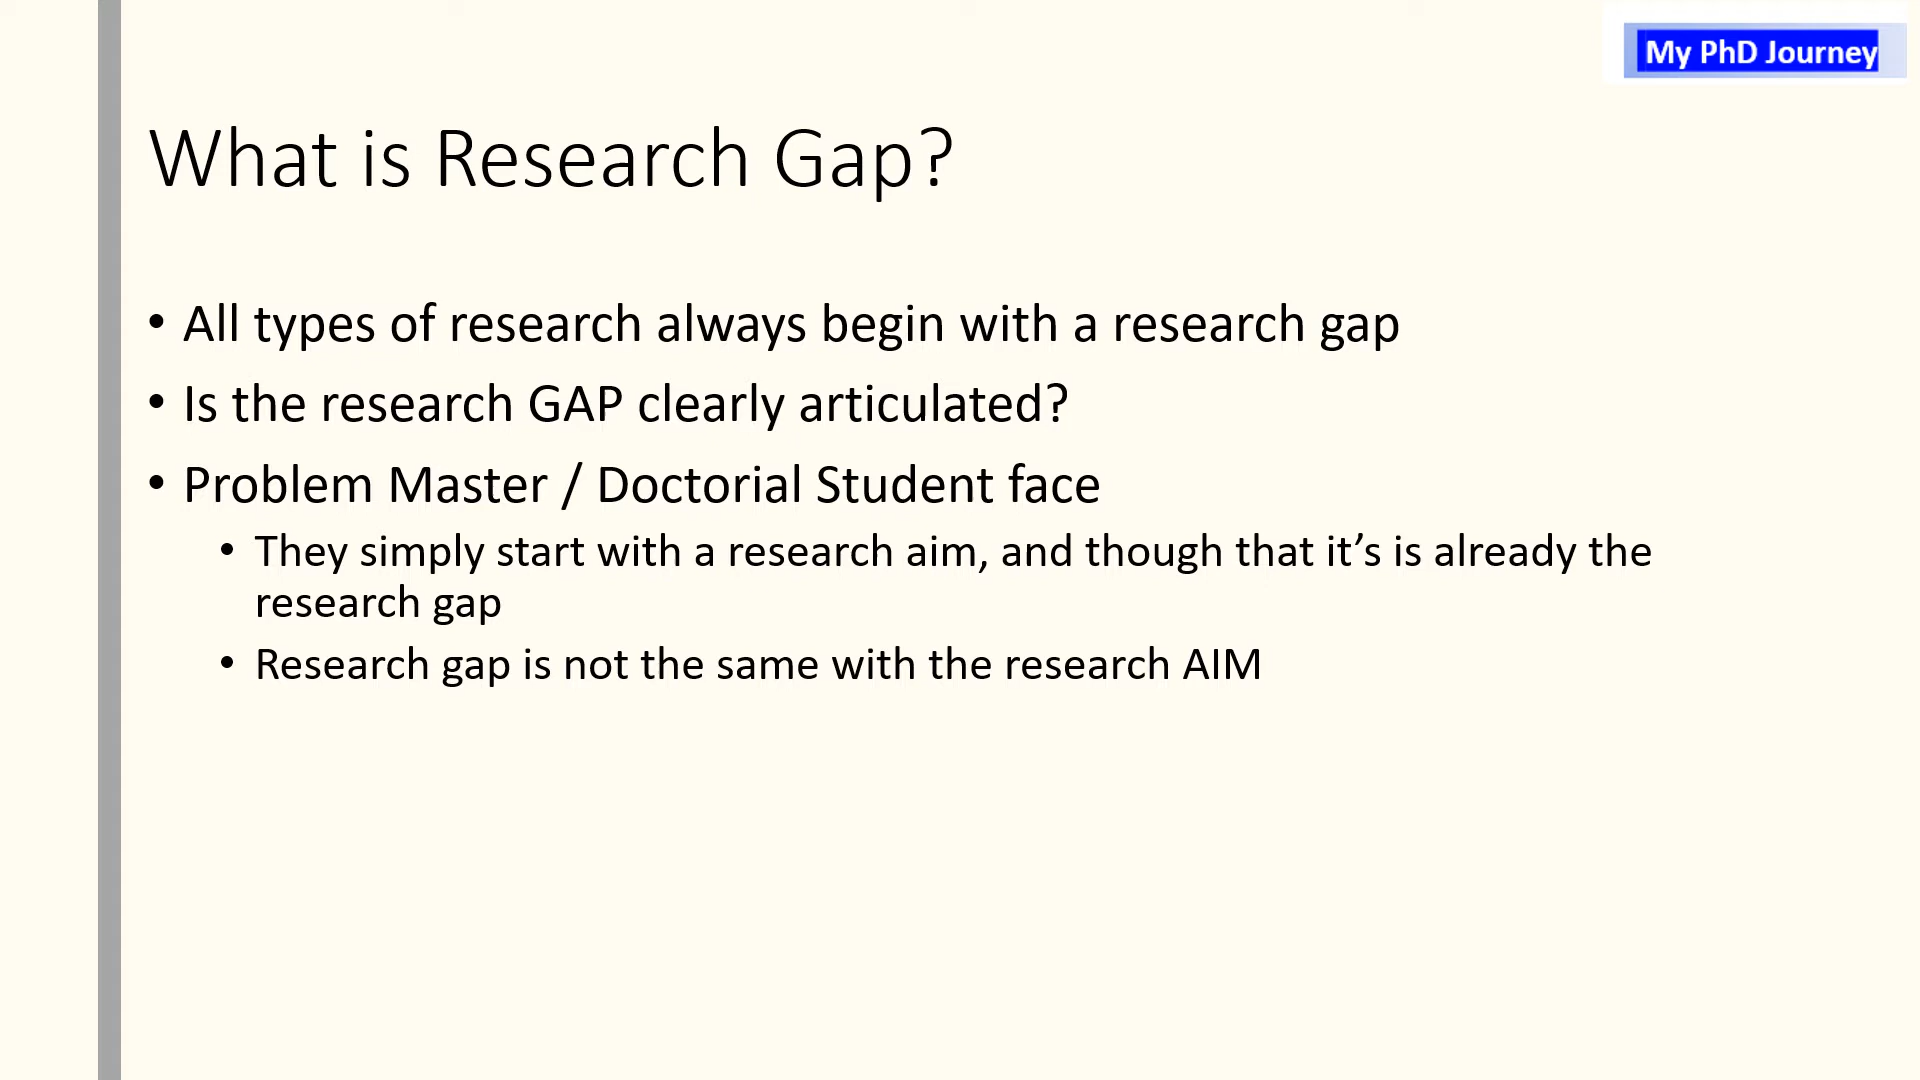 My PhD Journey
What is Research Gap?
• All types of research always begin with a research gap
• Is the research GAP clearly articulated?
• Problem Master / Doctorial Student face
• They simply start with a research aim, and though that it’s is already the
research gap
• Research gap is not the same with the research AIM